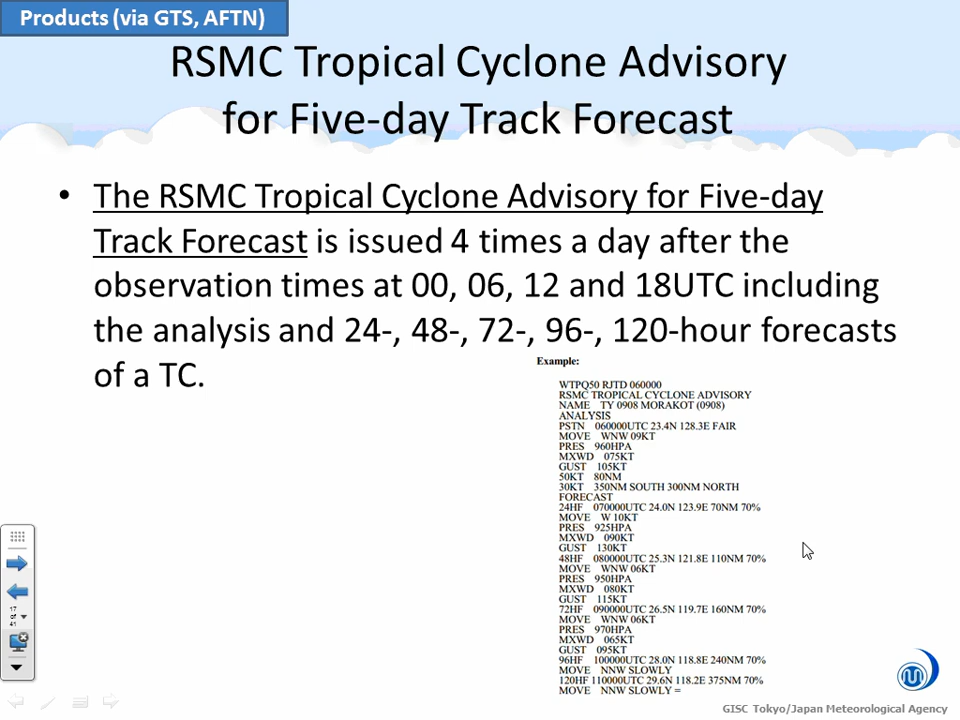 Products (via GTS, AFTN)
RSMC Tropical Cyclone Advisory
for Five-day Track Forecast
• The RSMC Tropical Cyclone Advisory for Five-day
Track Forecast is issued 4 times a day after the
observation times at 00, 06, 12 and 18UTC including
the analysis and 24-, 48-, 72-, 96-, 120-hour forecasts
of a TC.
Example:
WTPQ50 RJTD 060000
RSMC TROPICAL CYCLONE ADVISORY
NAME TY 0908 MORAKOT (0908)
ANALYSIS
PSTN 060000UTC 23.4N 128.3E FAIR
MOVE WNW 09KT
PRES 960HPA
MXWD 075KT
GUST 105KT
50KT 80NM
30KT 350NM SOUTH 300NM NORTH
FORECAST
24HF 070000UTC 24.0N 123.9E 70NM 70%
MOVE W 10KT
PRES 925HPA
MXWD 090KT
GUST 130KT
48HF 080000UTC 25.3N 121.8E 110NM 70%
MOVE WNW 06KT
PRES 950HPA
MXWD 080KT
GUST 115KT
72HF 090000UTC 26.5N 119.7E 160NM 70%
MOVE WNW 06KT
PRES 970HPA
MXWD 065KT
GUST 095KT
96HF 100000UTC 28.0N 118.8E 240NM 70%
MOVE NNW SLOWLY
120HF 110000UTC 29.6N 118.2E 375NM 70%
MOVE NNW SLOWLY =
17
of
41
GISC Tokyo/Japan Meteorological Agency